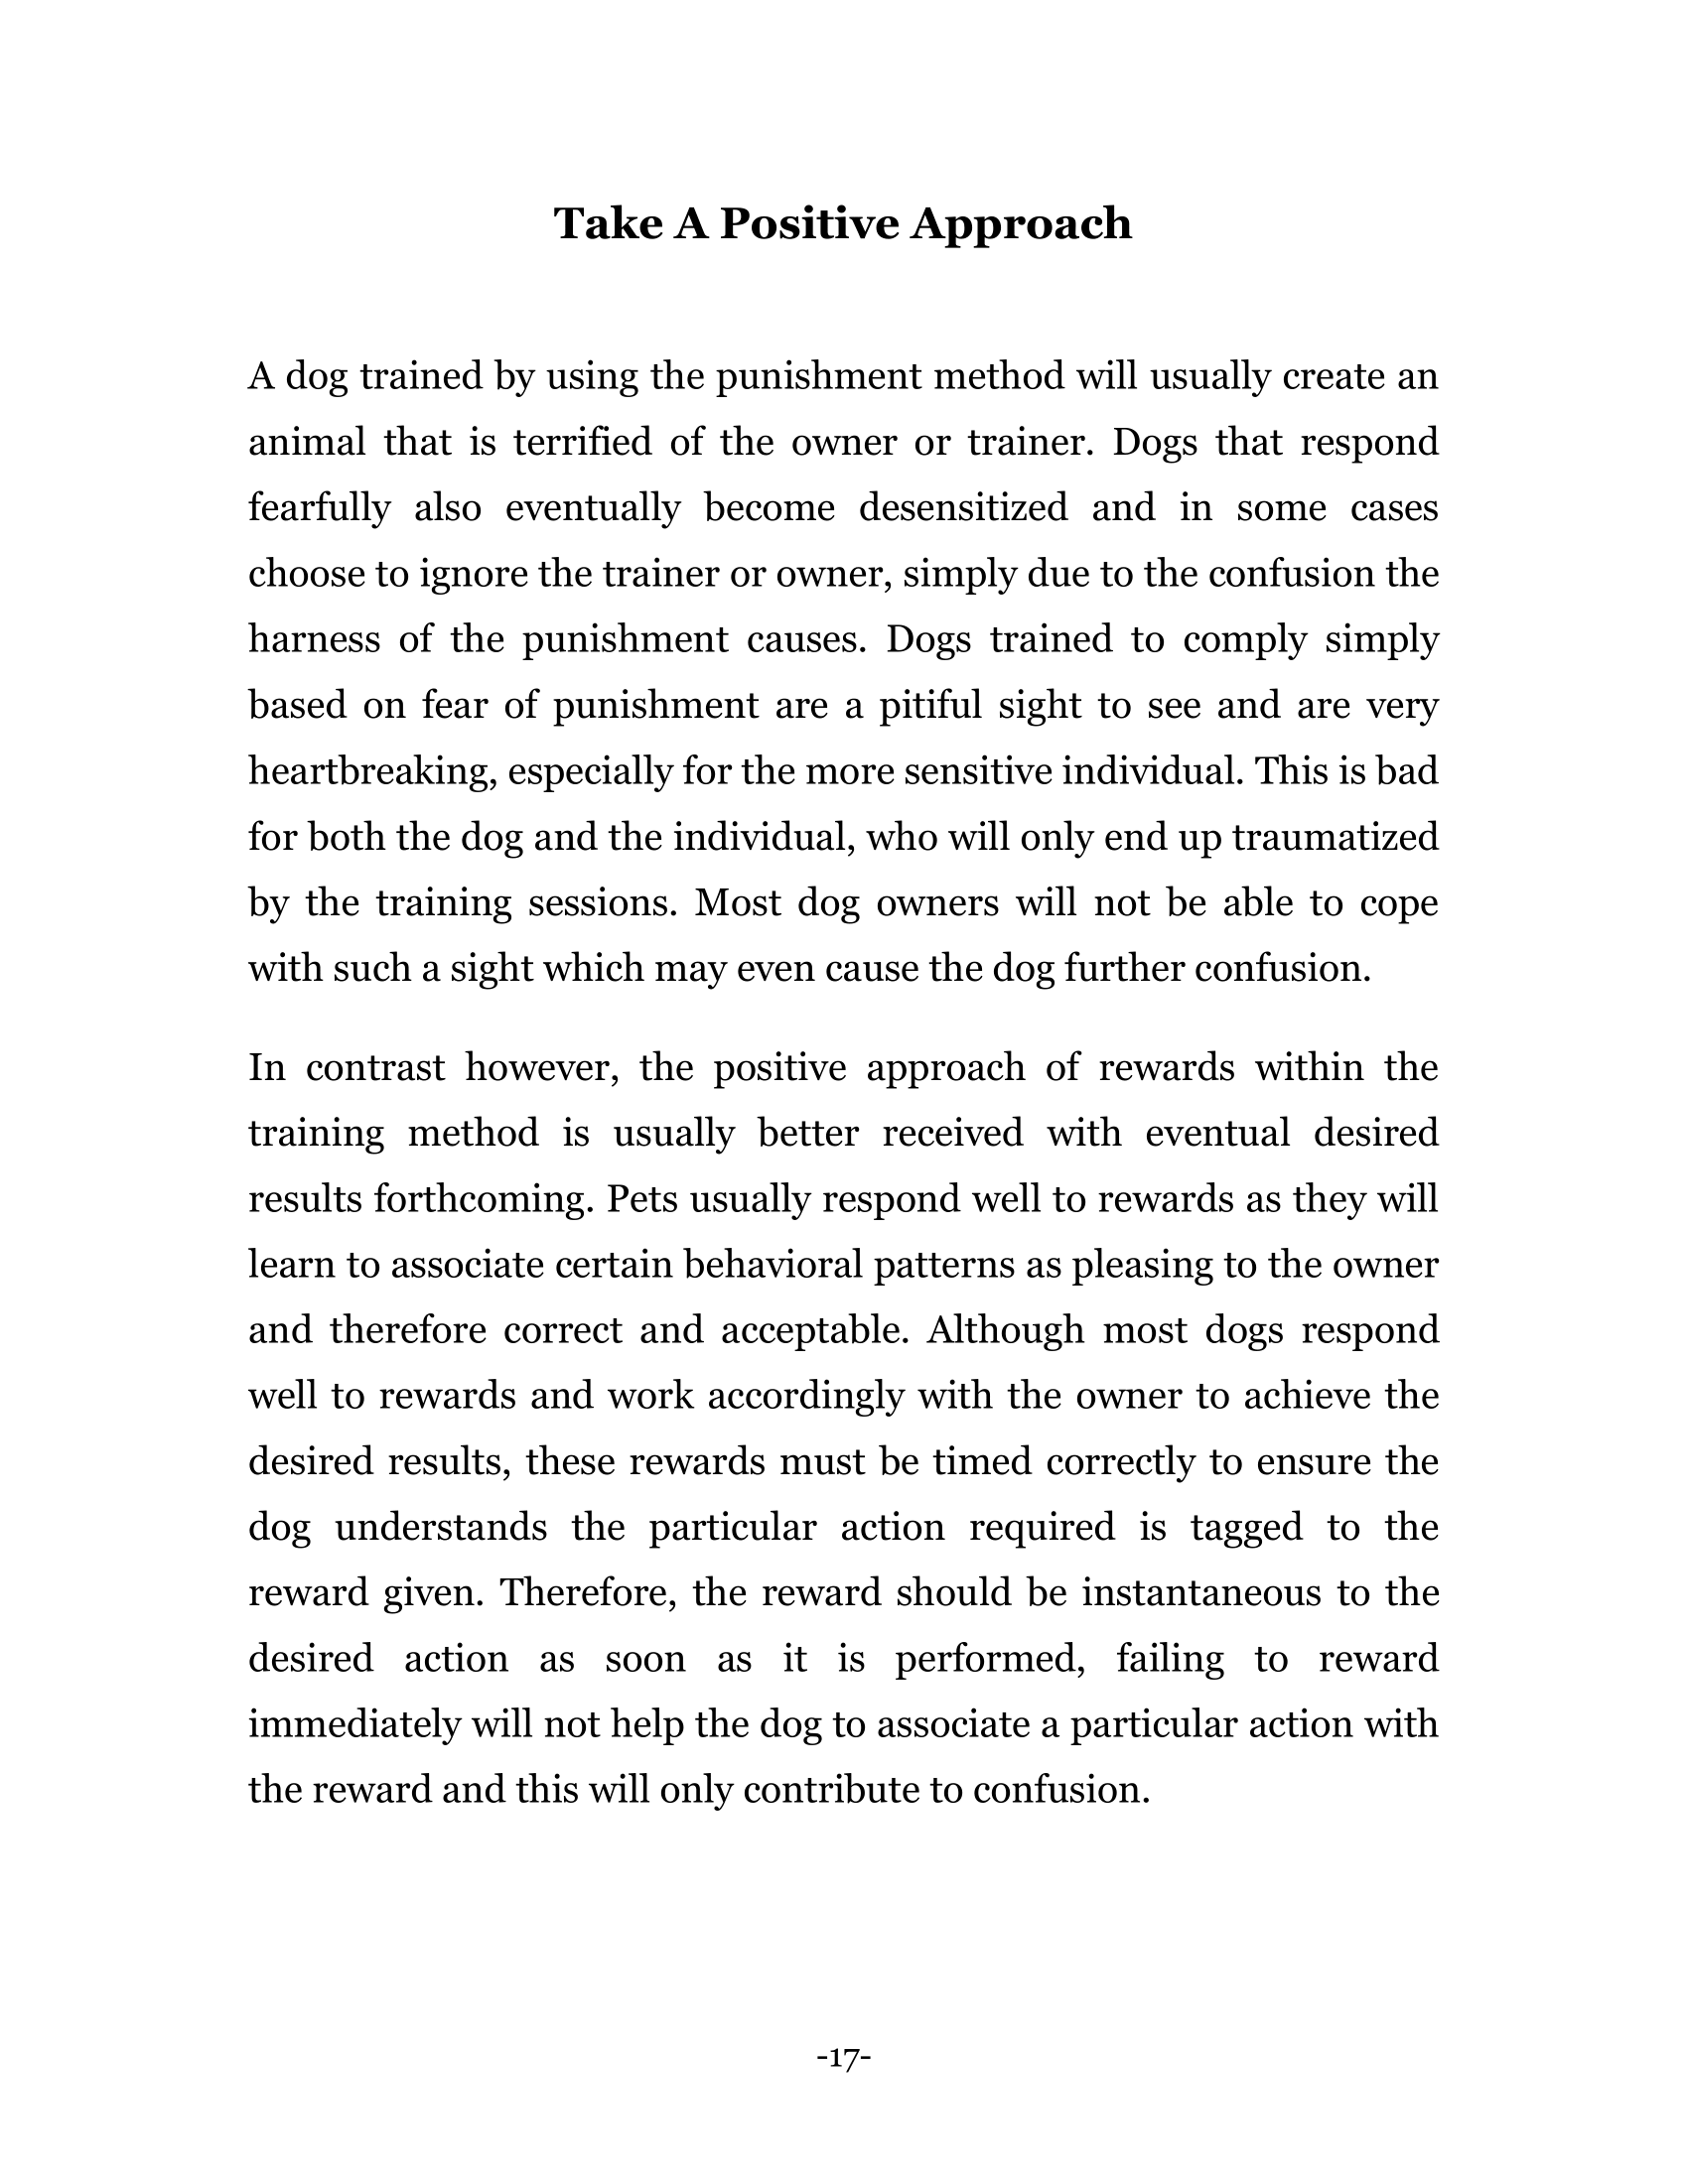 Take A Positive Approach
A dog trained by using the punishment method will usually create an
animal that is terrified of the owner or trainer. Dogs that respond
fearfully also eventually become desensitized and in some cases
choose to ignore the trainer or owner, simply due to the confusion the
harness of the punishment causes. Dogs trained to comply simply
based on fear of punishment are a pitiful sight to see and are very
heartbreaking, especially for the more sensitive individual. This is bad
for both the dog and the individual, who will only end up traumatized
by the training sessions. Most dog owners will not be able to cope
with such a sight which may even cause the dog further confusion.
In contrast however, the positive approach of rewards within the
training method is usually better received with eventual desired
results forthcoming. Pets usually respond well to rewards as they will
learn to associate certain behavioral patterns as pleasing to the owner
and therefore correct and acceptable. Although most dogs respond
well to rewards and work accordingly with the owner to achieve the
desired results, these rewards must be timed correctly to ensure the
dog understands the particular action required is tagged to the
reward given. Therefore, the reward should be instantaneous to the
desired action as soon as it is performed, failing to reward
immediately will not help the dog to associate a particular action with
the reward and this will only contribute to confusion.
-17-